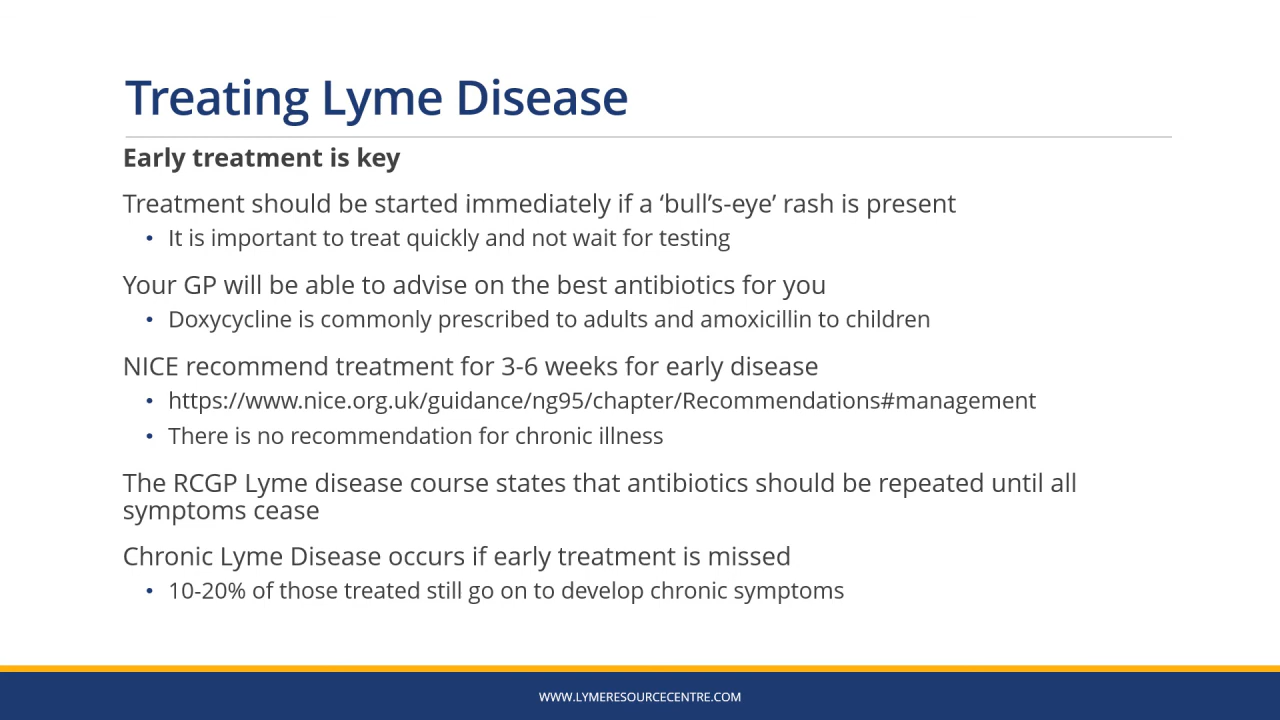 Treating Lyme Disease
Early treatment is key
Treatment should be started immediately if a ‘bull’s-eye’ rash is present
• It is important to treat quickly and not wait for testing
Your GP will be able to advise on the best antibiotics for you
• Doxycycline is commonly prescribed to adults and amoxicillin to children
NICE recommend treatment for 3-6 weeks for early disease
• https://www.nice.org.uk/guidance/ng95/chapter/Recommendations#management
• There is no recommendation for chronic illness
The RCGP Lyme disease course states that antibiotics should be repeated until all
symptoms cease
Chronic Lyme Disease occurs if early treatment is missed
• 10-20% of those treated still go on to develop chronic symptoms
WWW.LYMERESOURCECENTRE.COM